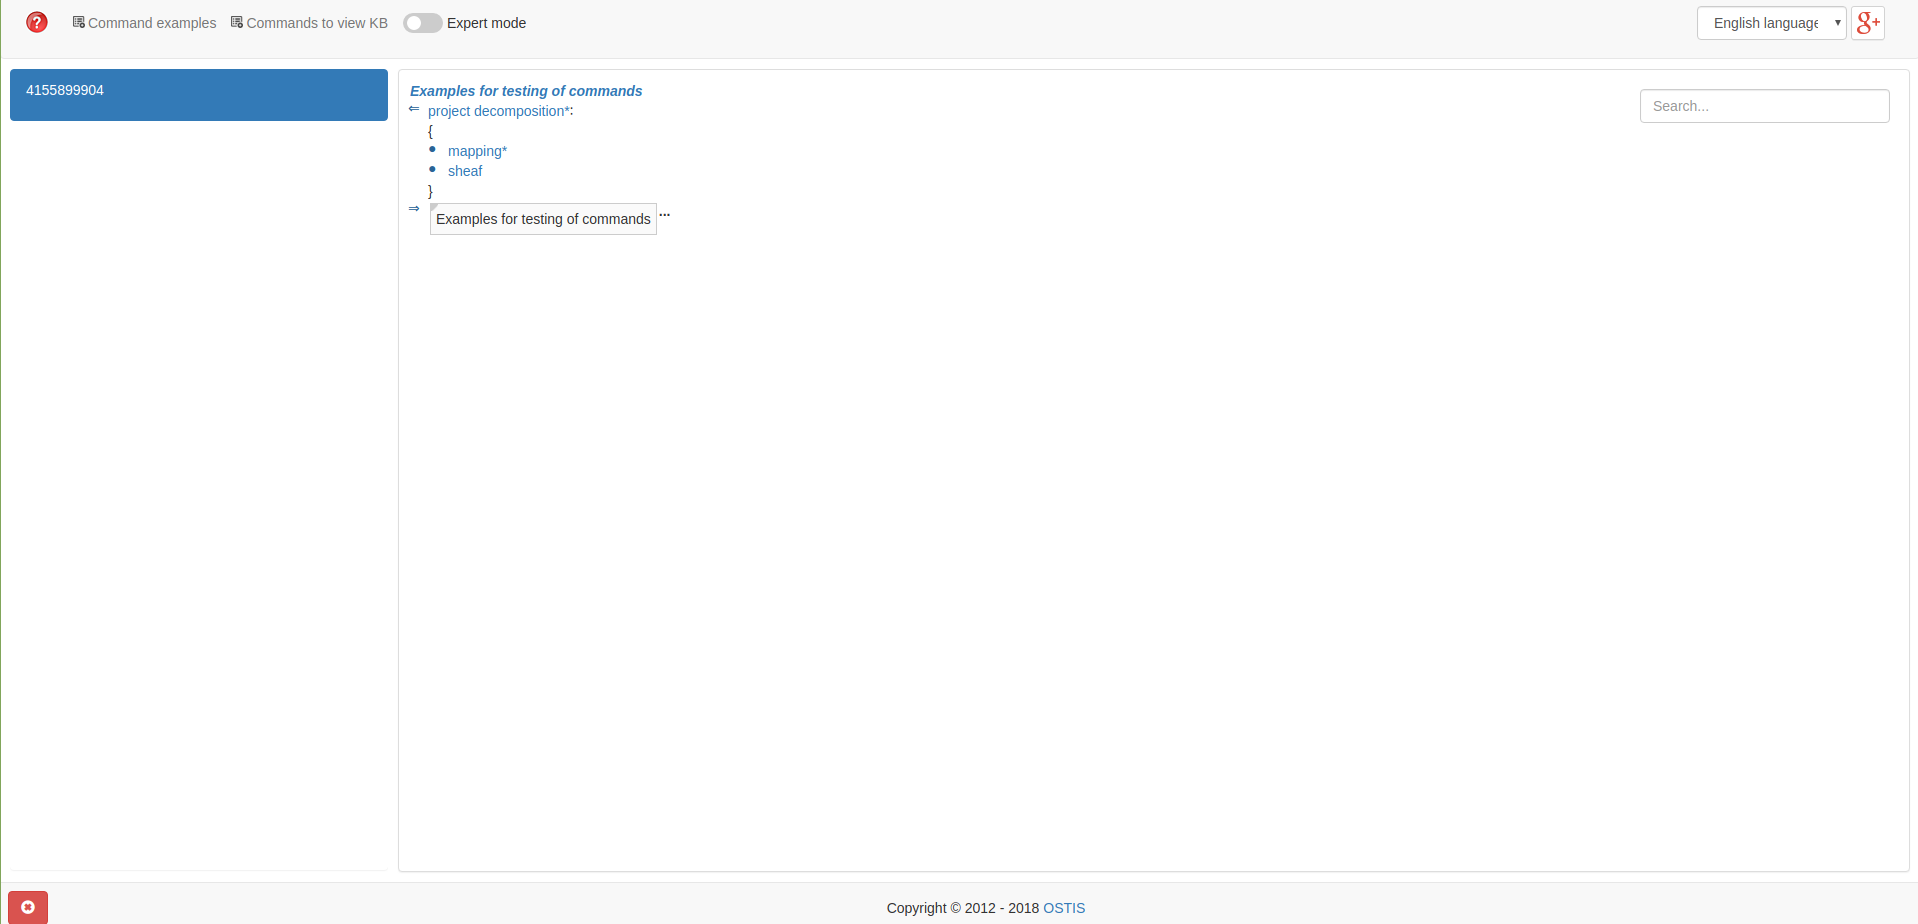 Command examples Commands to view KB Expert mode English language
4155899904
Examples for testing of commands
Search...
⇐ project decomposition*:
{
• mapping*
• sheaf
}
⇒ Examples for testing of commands ...
Copyright © 2012 - 2018 OSTIS